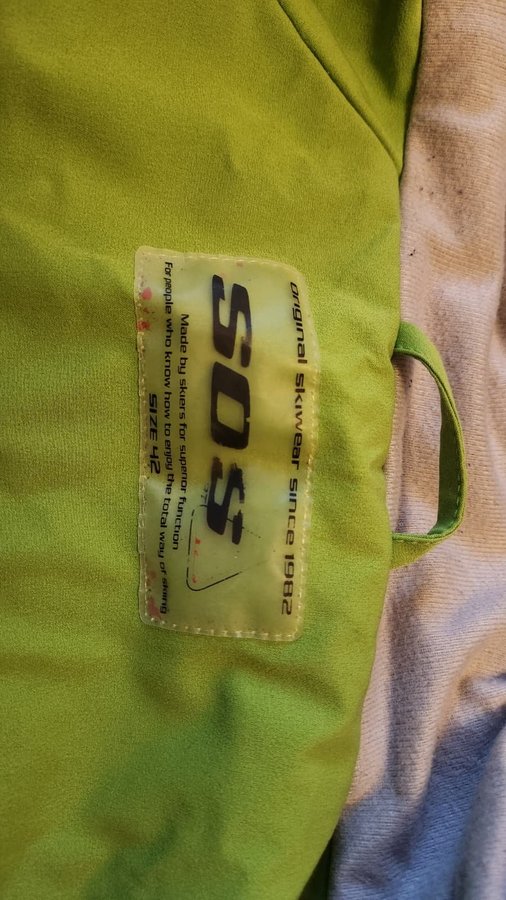 original skiwear since 1982
SOS
Made by skiers for superior function
For people who know how to enjoy the total way of skiing
SIZE 42